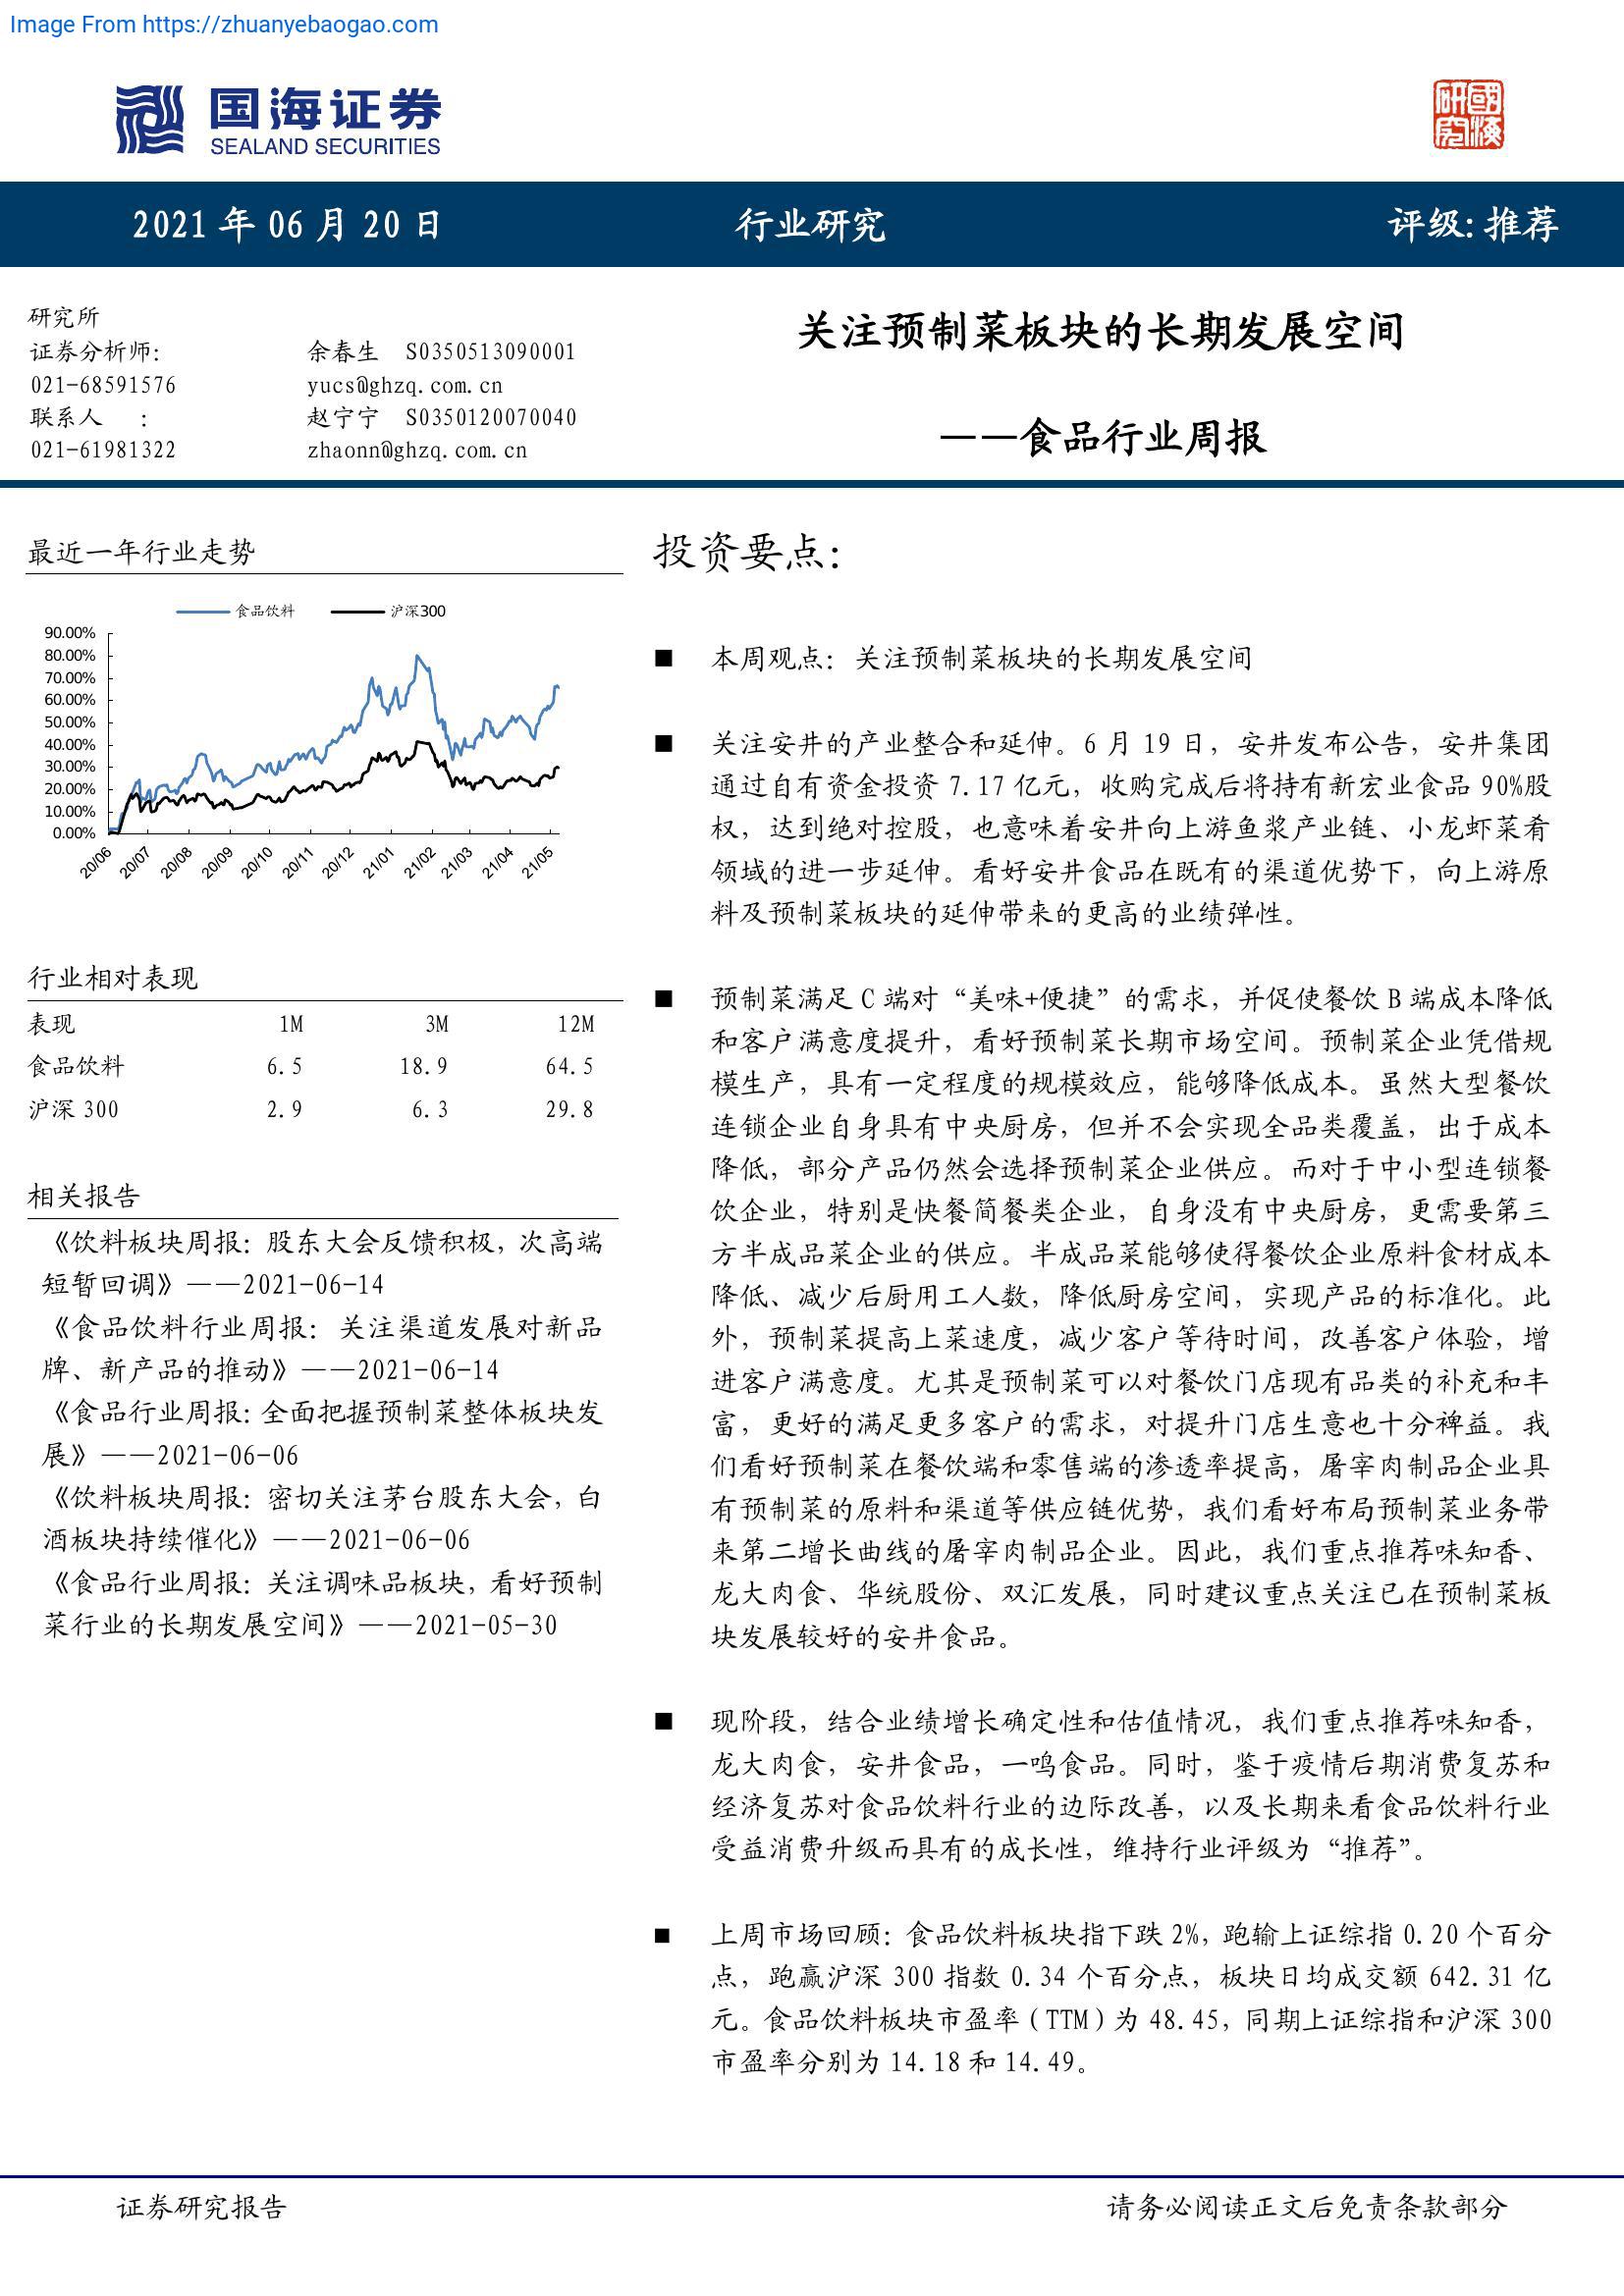 Image From https://zhuanyebaogao.com
国海证券
SEALAND SECURITIES
研究
國海
2021 年 06 月 20 日
行业研究
评级:推荐
研究所
证券分析师: 余春生 S0350513090001
021-68591576 yucs@ghzq.com.cn
联系人 : 赵宁宁 S0350120070040
021-61981322 zhaonn@ghzq.com.cn
关注预制菜板块的长期发展空间
——食品行业周报
最近一年行业走势
食品饮料 沪深300
90.00%
80.00%
70.00%
60.00%
50.00%
40.00%
30.00%
20.00%
10.00%
0.00%
20/06 20/07 20/08 20/09 20/10 20/11 20/12 21/01 21/02 21/03 21/04 21/05
行业相对表现
表现 1M 3M 12M
食品饮料 6.5 18.9 64.5
沪深 300 2.9 6.3 29.8
相关报告
《饮料板块周报: 股东大会反馈积极, 次高端
短暂回调》——2021-06-14
《食品饮料行业周报: 关注渠道发展对新品
牌、新产品的推动》——2021-06-14
《食品行业周报:全面把握预制菜整体板块发
展》——2021-06-06
《饮料板块周报: 密切关注茅台股东大会, 白
酒板块持续催化》——2021-06-06
《食品行业周报: 关注调味品板块, 看好预制
菜行业的长期发展空间》——2021-05-30
投资要点:
■ 本周观点: 关注预制菜板块的长期发展空间
■ 关注安井的产业整合和延伸。6 月 19 日, 安井发布公告, 安井集团
通过自有资金投资 7.17 亿元, 收购完成后将持有新宏业食品 90%股
权, 达到绝对控股, 也意味着安井向上游鱼浆产业链、小龙虾菜肴
领域的进一步延伸。看好安井食品在既有的渠道优势下, 向上游原
料及预制菜板块的延伸带来的更高的业绩弹性。
■ 预制菜满足 C 端对“美味+便捷”的需求, 并促使餐饮 B 端成本降低
和客户满意度提升, 看好预制菜长期市场空间。预制菜企业凭借规
模生产, 具有一定程度的规模效应, 能够降低成本。虽然大型餐饮
连锁企业自身具有中央厨房, 但并不会实现全品类覆盖, 出于成本
降低, 部分产品仍然会选择预制菜企业供应。而对于中小型连锁餐
饮企业, 特别是快餐简餐类企业, 自身没有中央厨房, 更需要第三
方半成品菜企业的供应。半成品菜能够使得餐饮企业原料食材成本
降低、减少后厨用工人数, 降低厨房空间, 实现产品的标准化。此
外, 预制菜提高上菜速度, 减少客户等待时间, 改善客户体验, 增
进客户满意度。尤其是预制菜可以对餐饮门店现有品类的补充和丰
富, 更好的满足更多客户的需求, 对提升门店生意也十分裨益。我
们看好预制菜在餐饮端和零售端的渗透率提高, 屠宰肉制品企业具
有预制菜的原料和渠道等供应链优势, 我们看好布局预制菜业务带
来第二增长曲线的屠宰肉制品企业。因此, 我们重点推荐味知香、
龙大肉食、华统股份、双汇发展, 同时建议重点关注已在预制菜板
块发展较好的安井食品。
■ 现阶段, 结合业绩增长确定性和估值情况, 我们重点推荐味知香,
龙大肉食, 安井食品, 一鸣食品。同时, 鉴于疫情后期消费复苏和
经济复苏对食品饮料行业的边际改善, 以及长期来看食品饮料行业
受益消费升级而具有的成长性, 维持行业评级为“推荐”。
■ 上周市场回顾: 食品饮料板块指下跌 2%, 跑输上证综指 0.20 个百分
点, 跑赢沪深 300 指数 0.34 个百分点, 板块日均成交额 642.31 亿
元。食品饮料板块市盈率(TTM)为 48.45, 同期上证综指和沪深 300
市盈率分别为 14.18 和 14.49。
证券研究报告
请务必阅读正文后免责条款部分